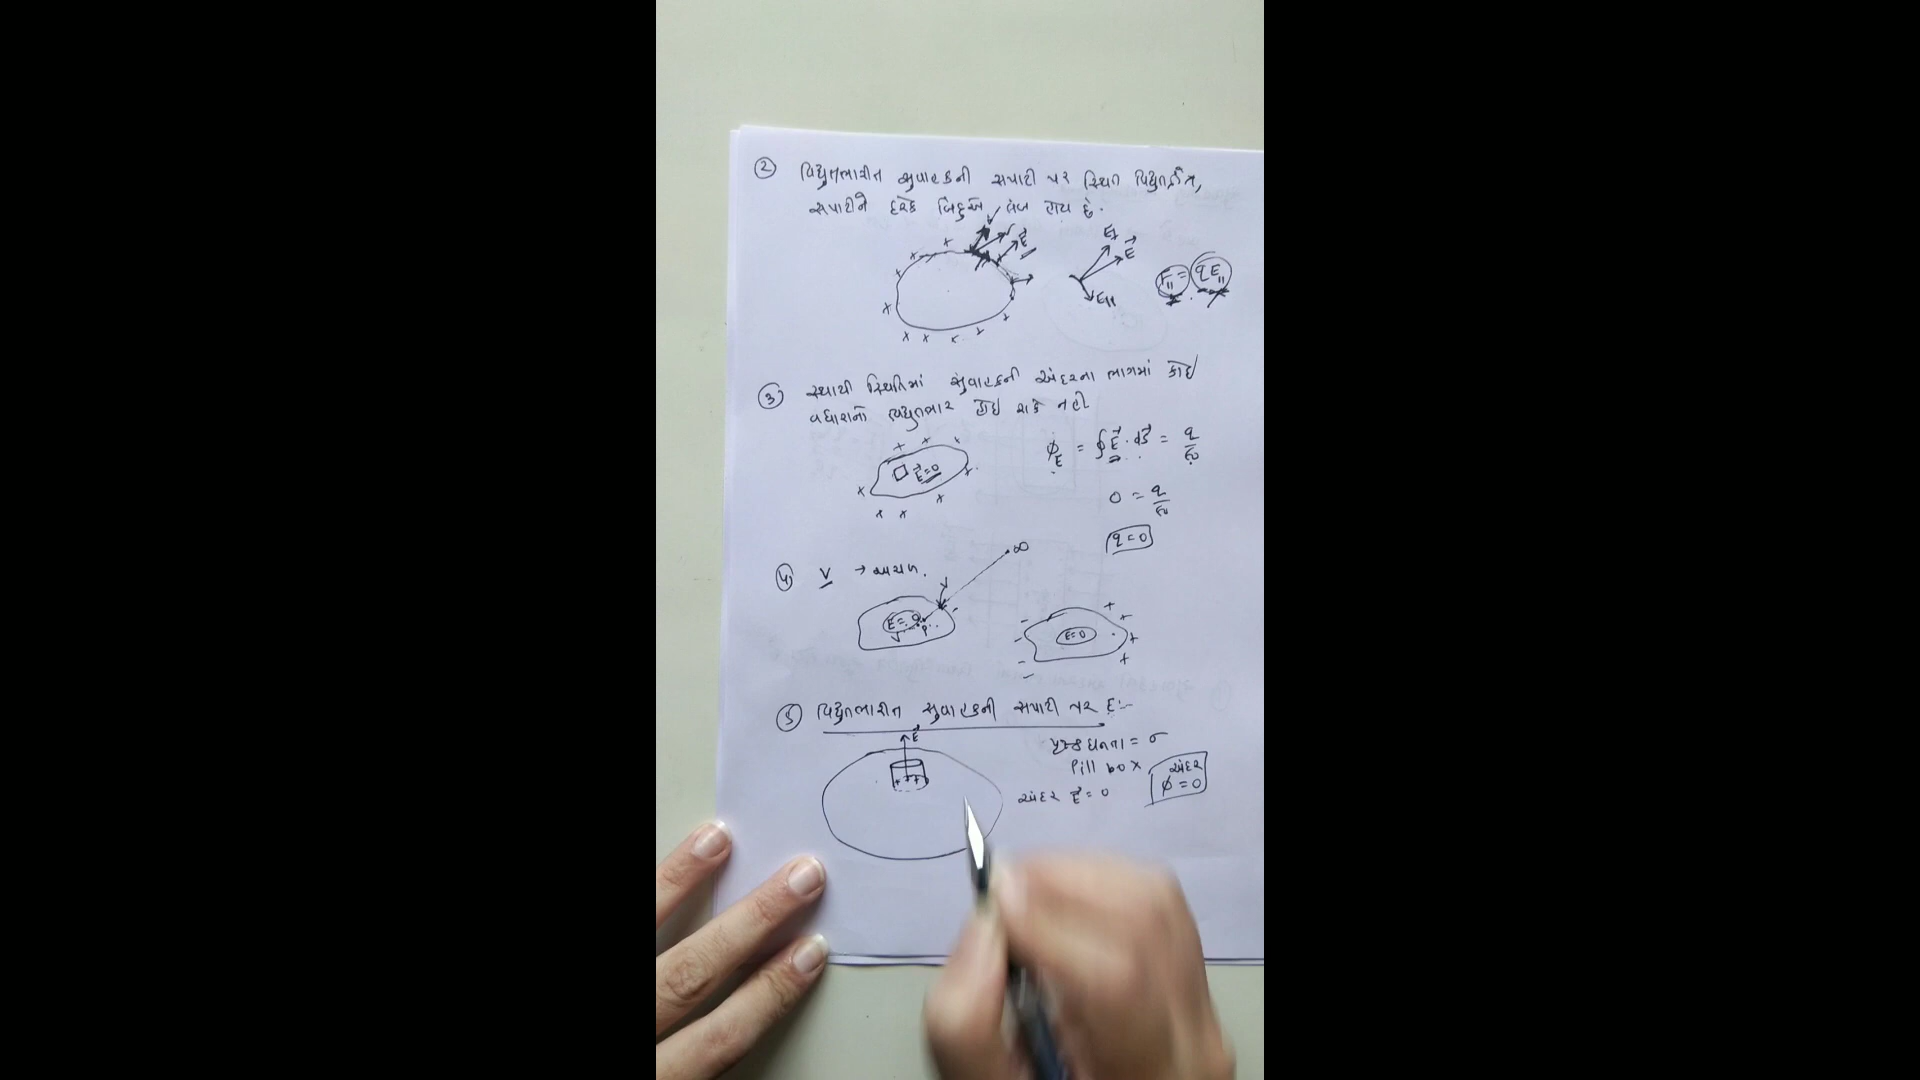 ② વિદ્યુતભારીત સુવાહકની સપાટી પર સ્થિત વિદ્યુતક્ષેત્ર,
સપાટીને દરેક બિંદુએ લંબ હોય છે.
E⊥
E⃗
E⃗
E||
F|| = qE||
③ સ્થાયી સ્થિતિમાં સુવાહકની અંદરના ભાગમાં કોઇ
વધારાનો વિદ્યુતભાર હોઇ શકે નહી
E⃗=0
ϕE = ∮E⃗.dS⃗ = q/ε₀
0 = q/ε₀
q=0
∞
④ V → અચળ.
V
E=0
V P
E=0
⑤ વિદ્યુતભારીત સુવાહકની સપાટી પર E:-
E⃗
પૃષ્ઠઘનતા = σ
Pill box
અંદર E⃗ = 0
અંદર
ϕ = 0